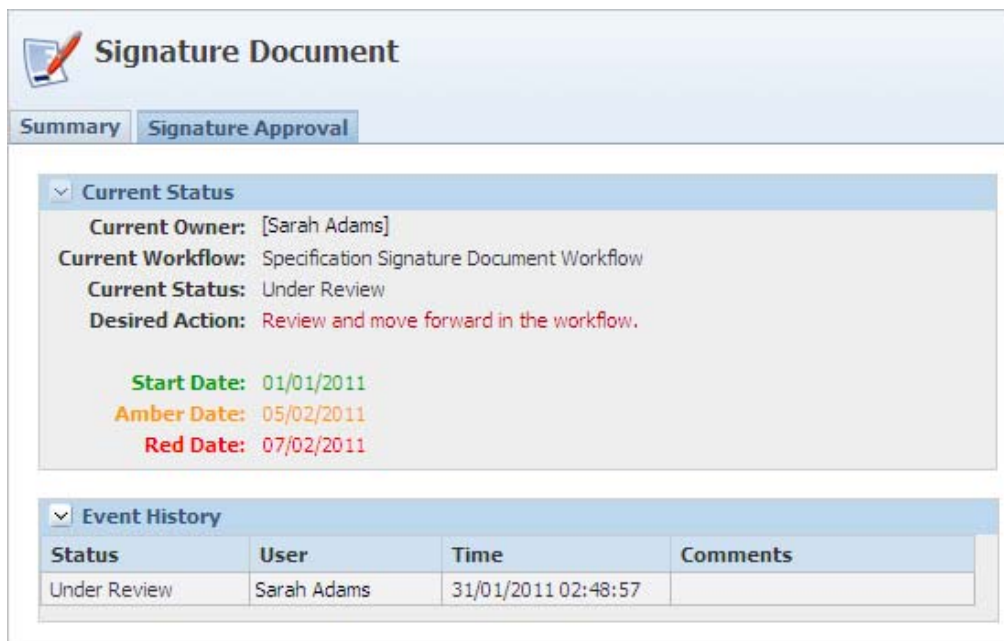 Signature Document
Summary Signature Approval
Current Status
Current Owner: [Sarah Adams]
Current Workflow: Specification Signature Document Workflow
Current Status: Under Review
Desired Action: Review and move forward in the workflow.
Start Date: 01/01/2011
Amber Date: 05/02/2011
Red Date: 07/02/2011
Event History
Status User Time Comments
Under Review Sarah Adams 31/01/2011 02:48:57